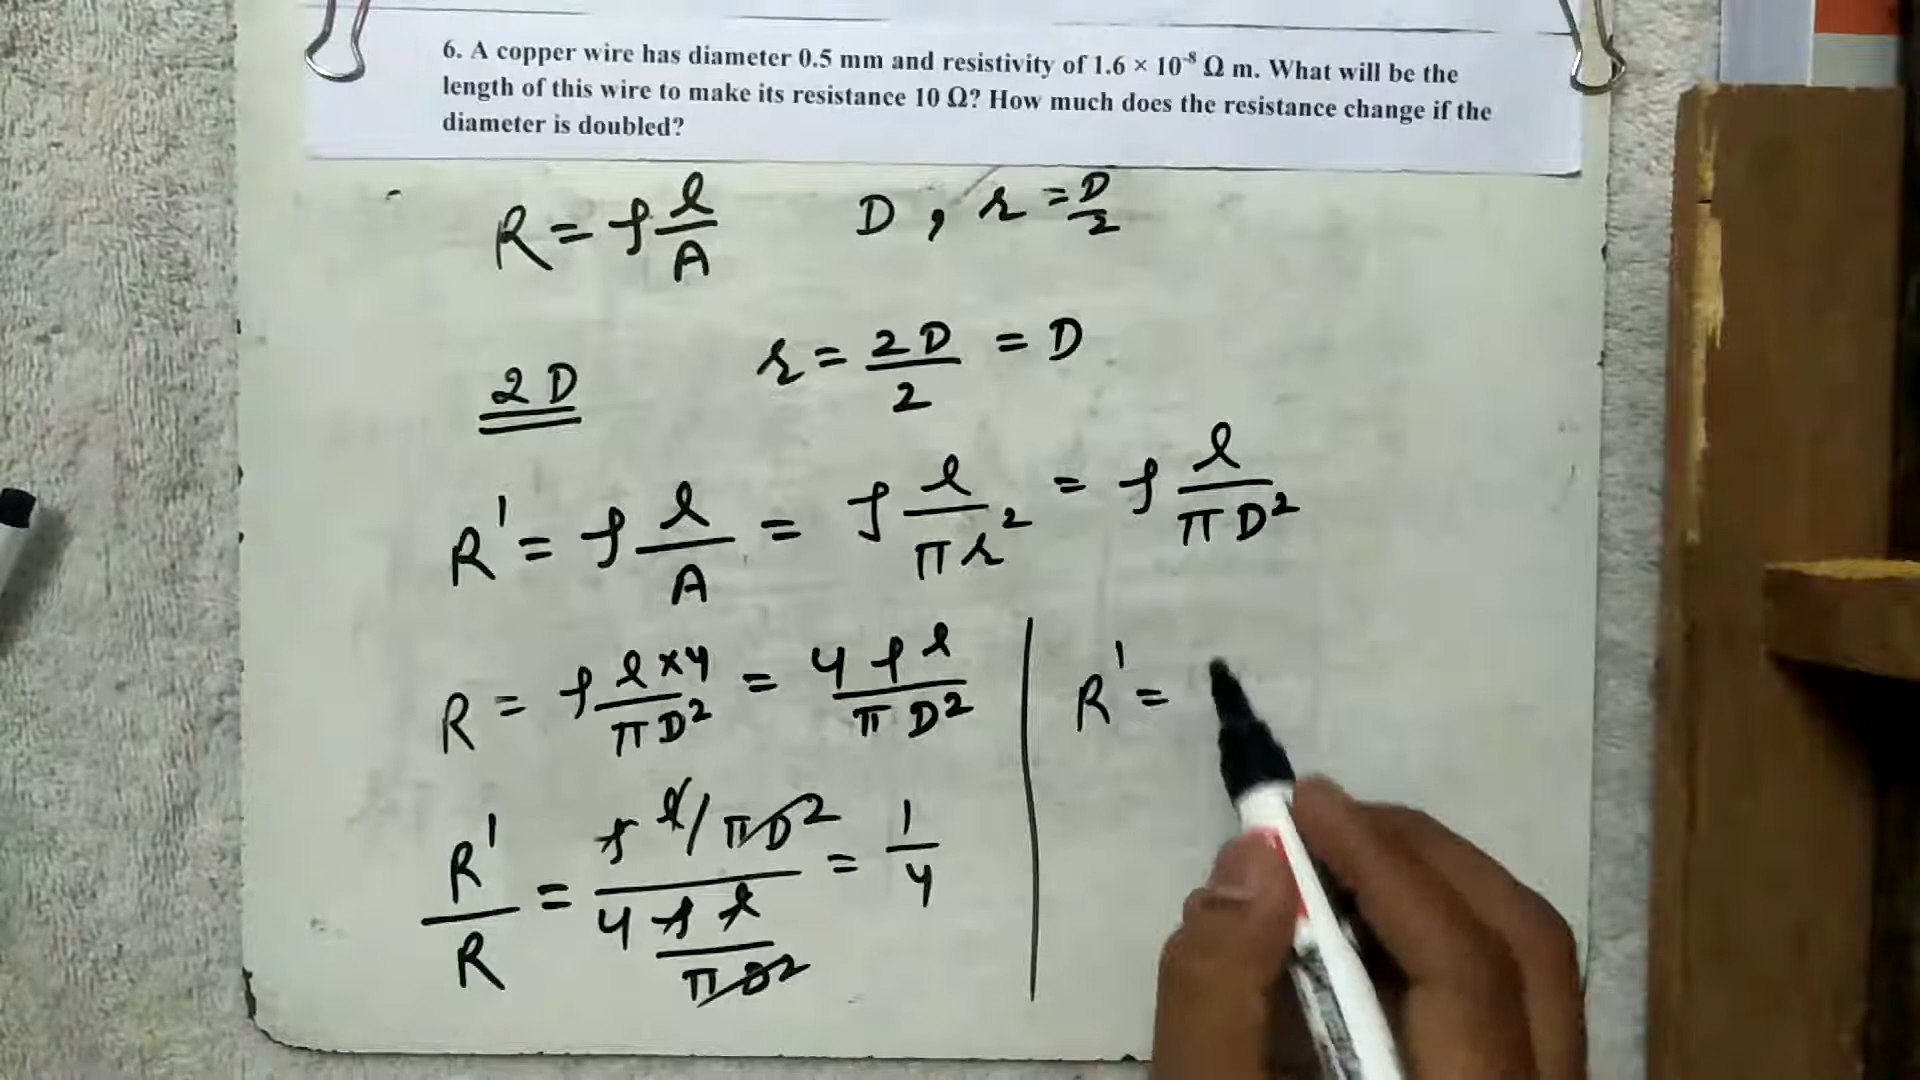 6. A copper wire has diameter 0.5 mm and resistivity of 1.6 × 10⁻⁸ Ω m. What will be the
length of this wire to make its resistance 10 Ω? How much does the resistance change if the
diameter is doubled?
R = ρ l/A    D , r = D/2
2D    r = 2D/2 = D
R' = ρ l/A = ρ l/πr² = ρ l/πD²
R = ρ l×4/πD² = 4ρl/πD²    R' =
R'/R = (ρ l/πD²)/(4 ρl/πD²) = 1/4